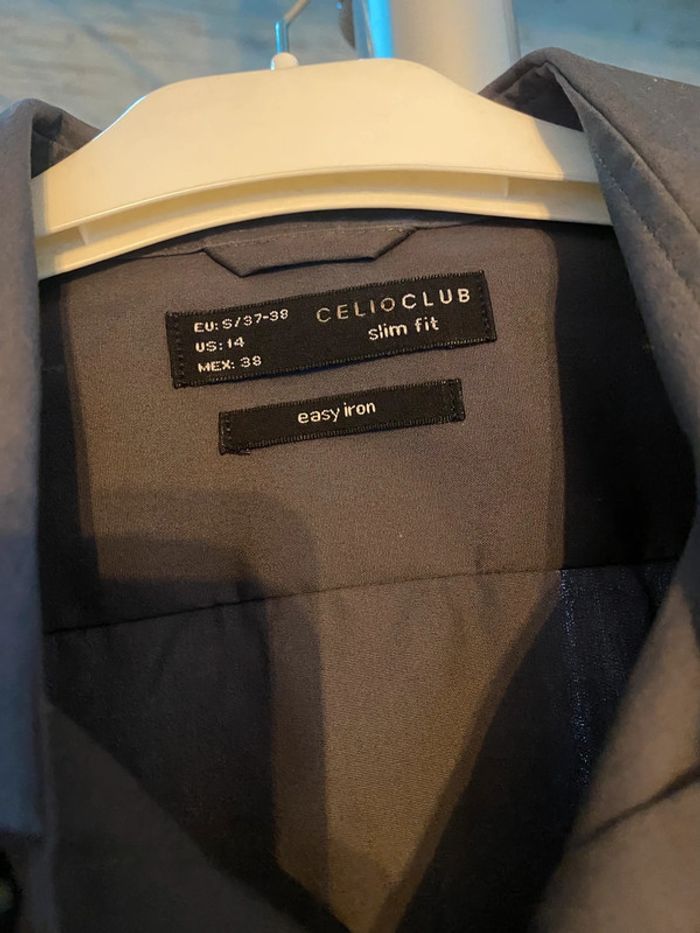 EU: S/37-38
US: 14
MEX: 38
CELIOCLUB
slim fit
easy iron